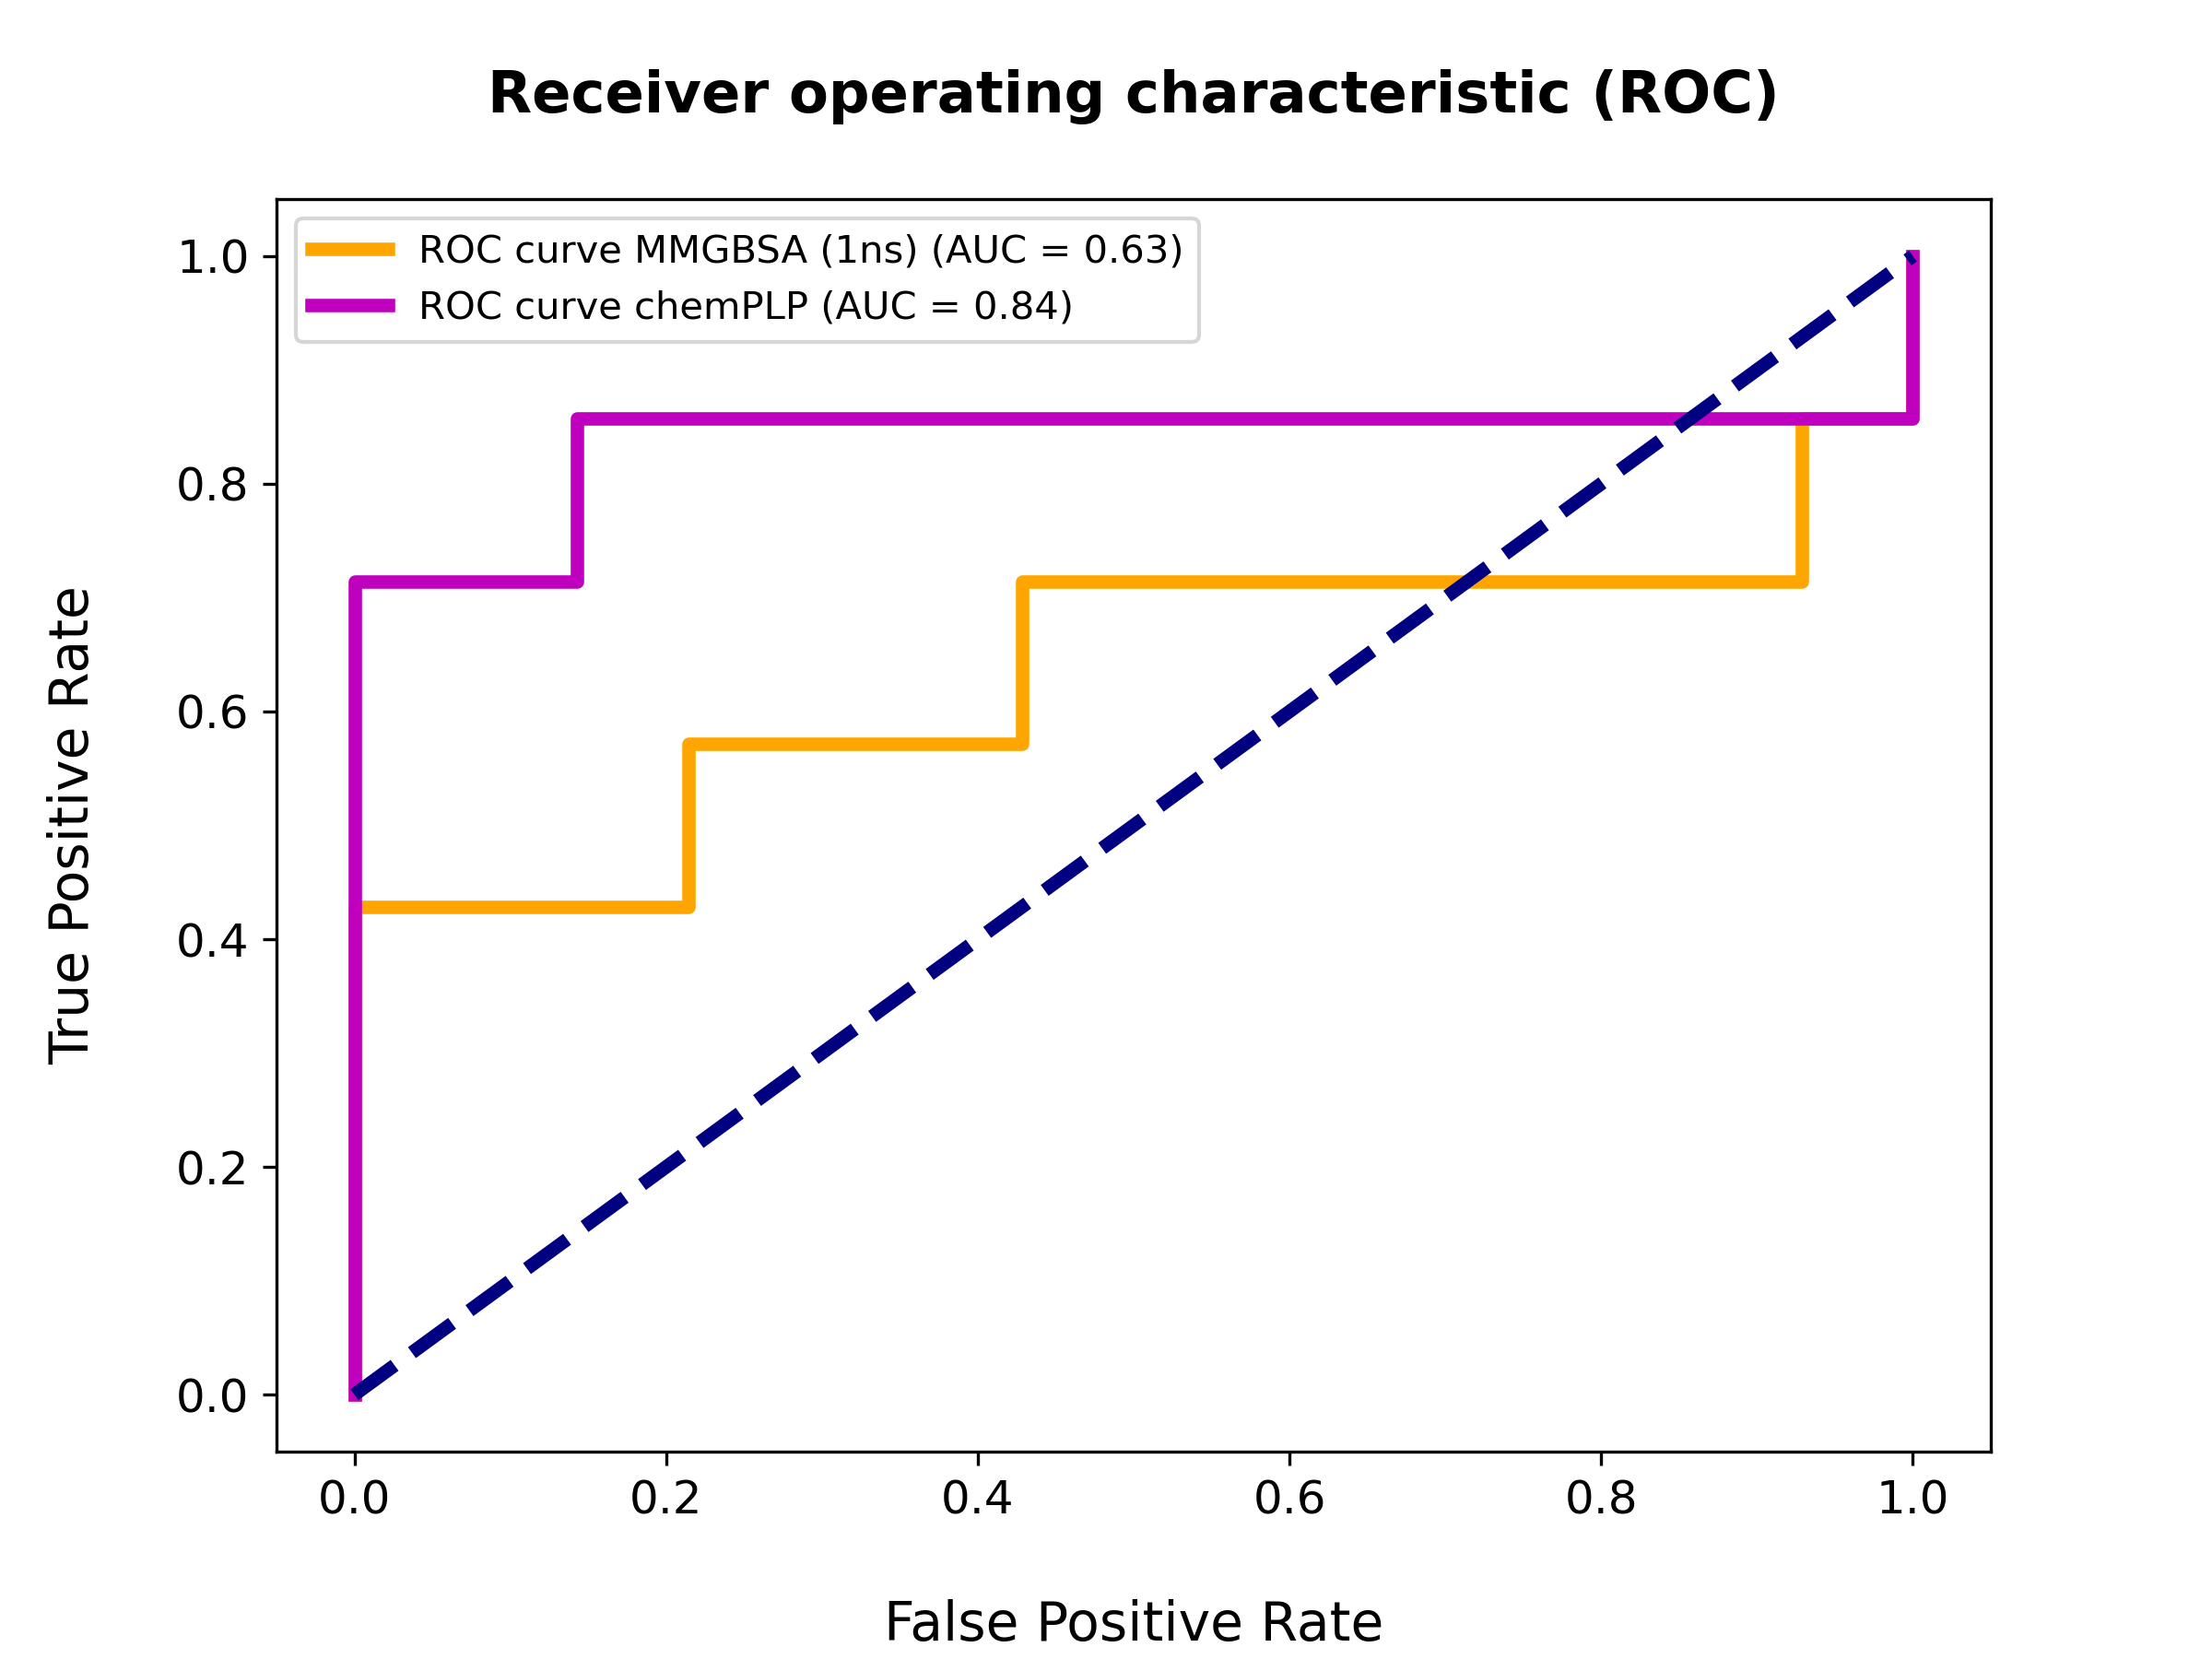 Receiver operating characteristic (ROC)
ROC curve MMGBSA (1ns) (AUC = 0.63)
ROC curve chemPLP (AUC = 0.84)
True Positive Rate
1.0
0.8
0.6
0.4
0.2
0.0
0.0 0.2 0.4 0.6 0.8 1.0
False Positive Rate